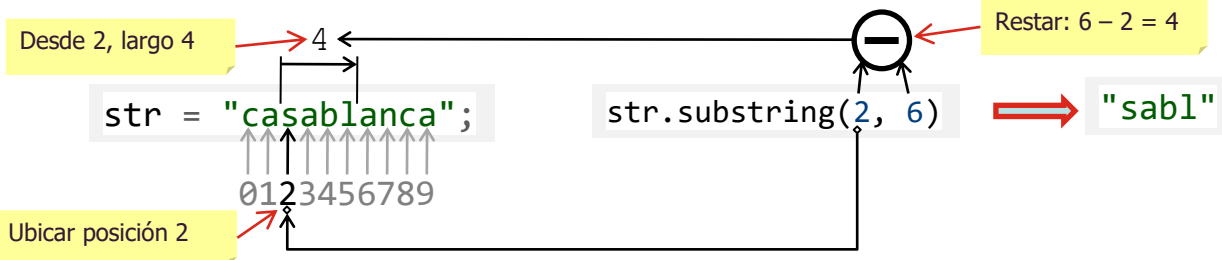 Desde 2, largo 4
4
Restar: 6 – 2 = 4
str = "casablanca";
str.substring(2, 6)
"sabl"
0123456789
Ubicar posición 2